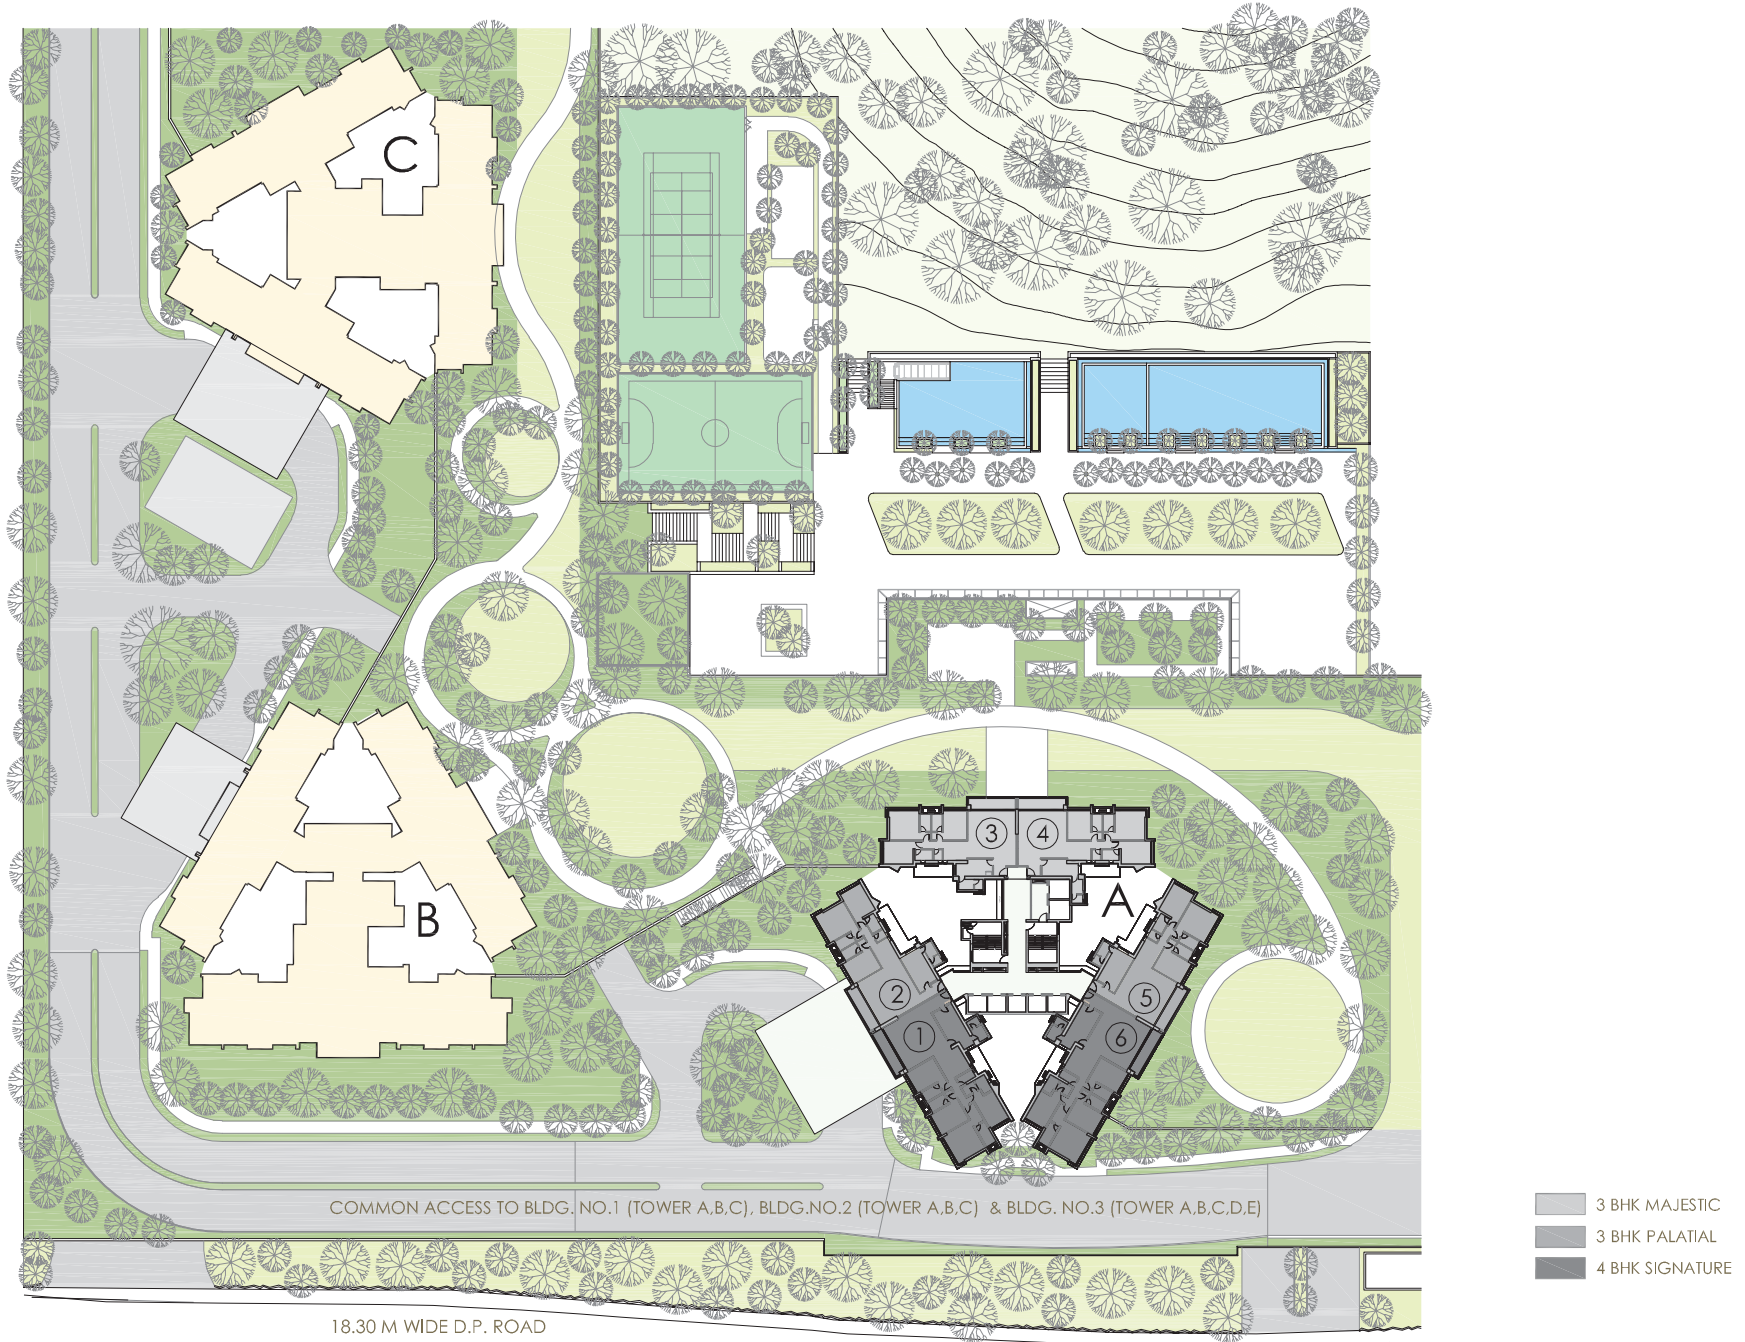 C
B
A
3
4
2
5
1
6
COMMON ACCESS TO BLDG. NO.1 (TOWER A,B,C), BLDG.NO.2 (TOWER A,B,C) & BLDG. NO.3 (TOWER A,B,C,D,E)
3 BHK MAJESTIC
3 BHK PALATIAL
4 BHK SIGNATURE
18.30 M WIDE D.P. ROAD